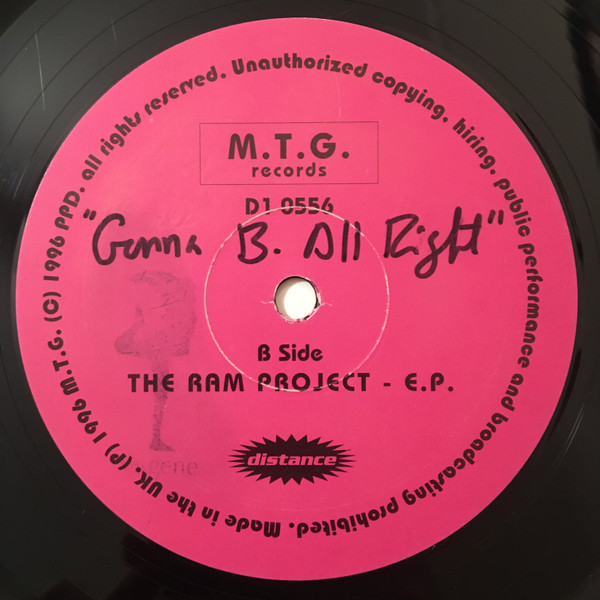 M.T.G.
records
D1 0556
"Gonna B. All Right"
B Side
THE RAM PROJECT - E.P.
distance
gene
(P) 1996 M.T.G. (C) 1996 PPD. all rights reserved. Unauthorized copying. hiring. public performance and broadcasting prohibited. Made in the UK.